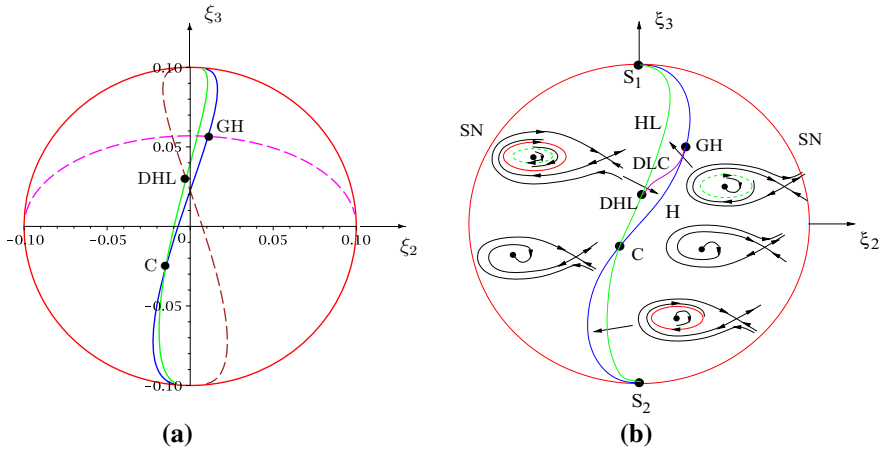 ξ₃
0.10
GH
0.05
DHL
-0.10
-0.05
0
0.05
0.10
ξ₂
C
-0.05
-0.10
(a)
ξ₃
S₁
SN
HL
SN
GH
DLC
DHL
H
ξ₂
C
S₂
(b)